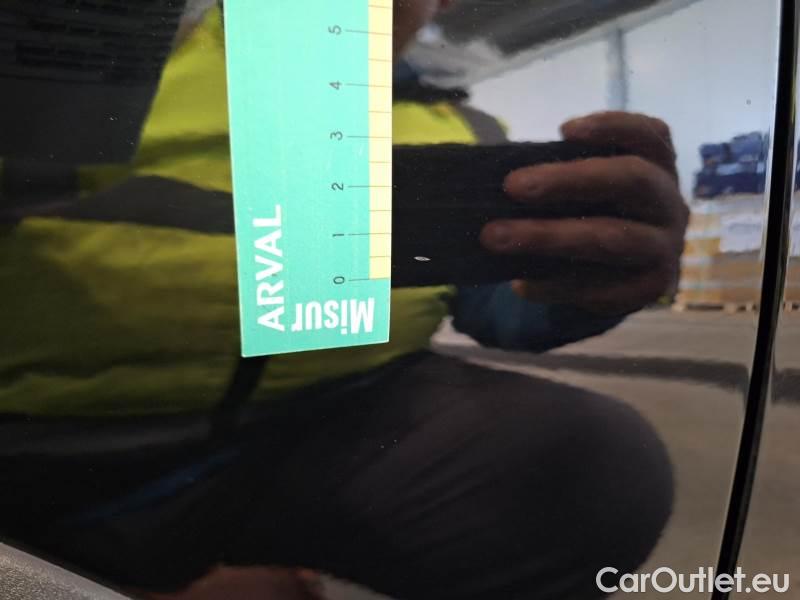 ARVAL
Misur
0 1 2 3 4 5
CarOutlet.eu